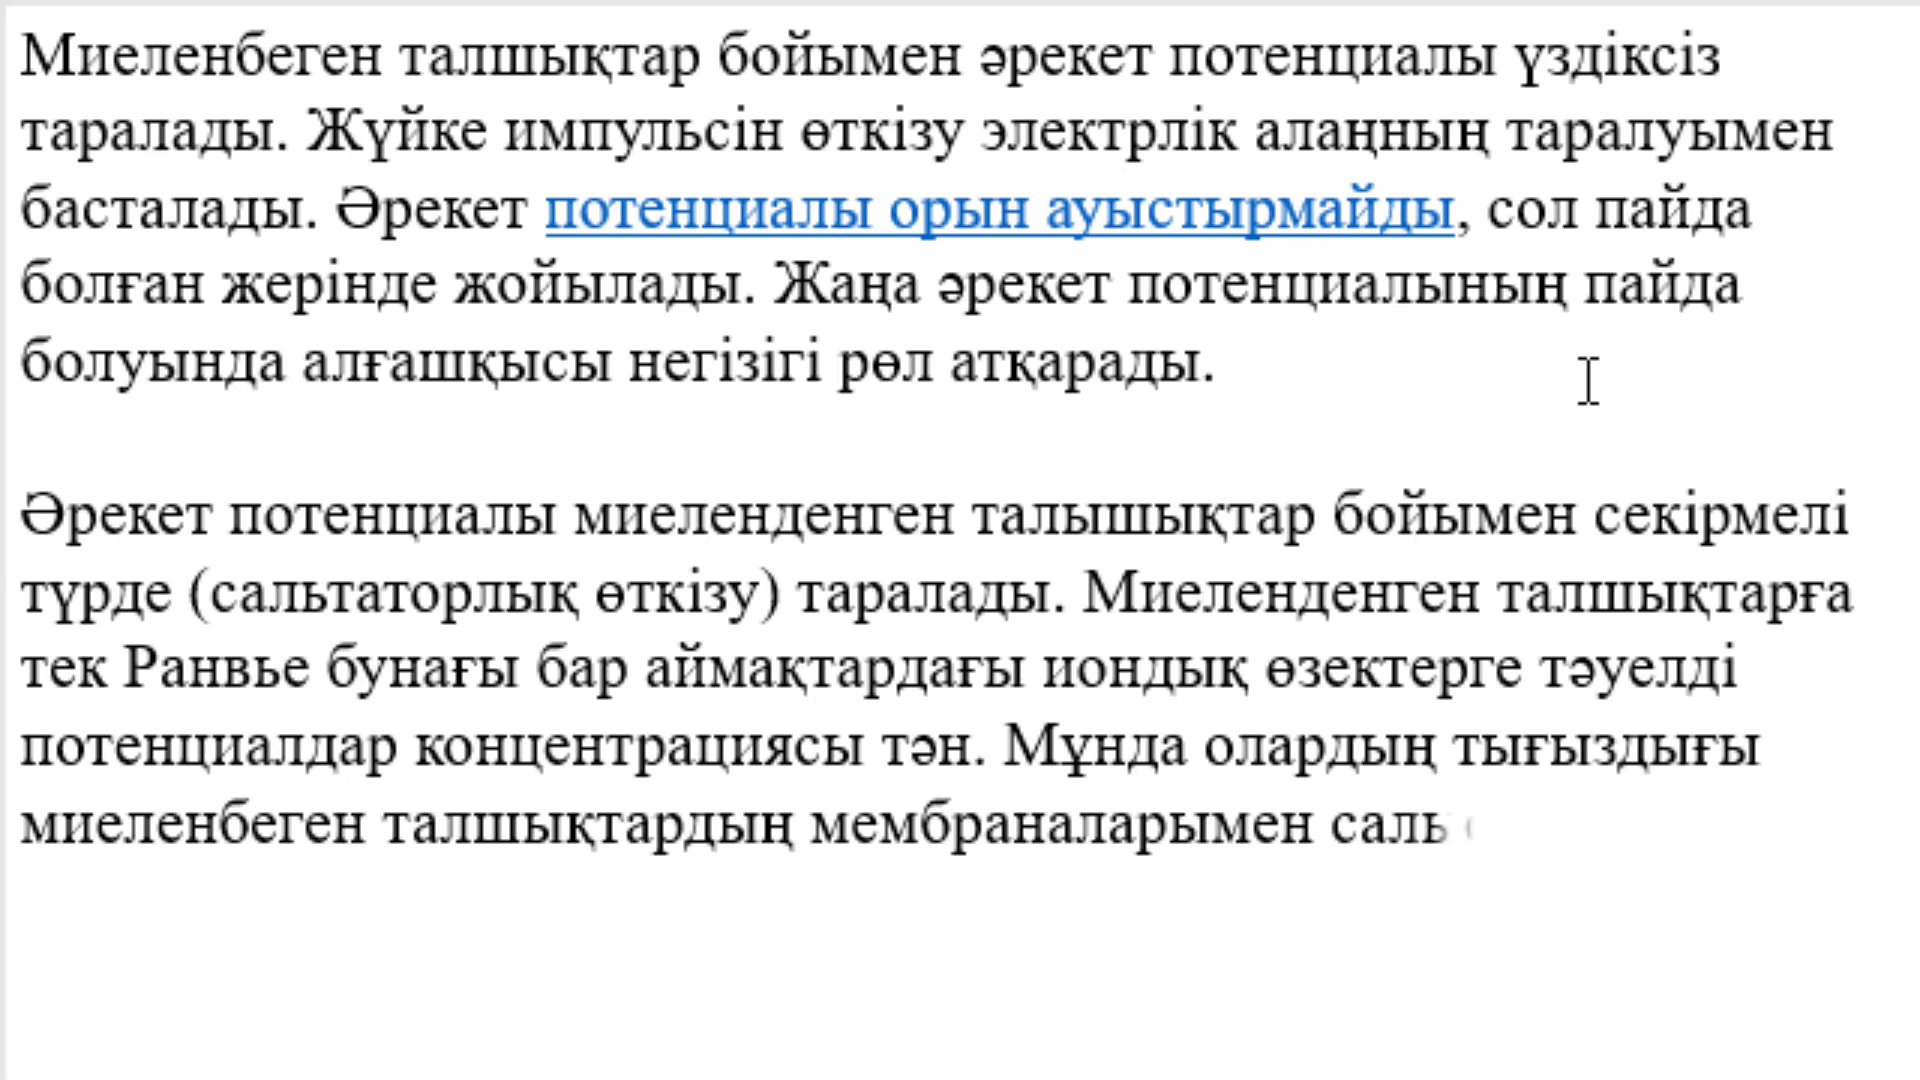 Миеленбеген талшықтар бойымен әрекет потенциалы үздіксіз
таралады. Жүйке импульсін өткізу электрлік алаңның таралуымен
басталады. Әрекет потенциалы орын ауыстырмайды, сол пайда
болған жерінде жойылады. Жаңа әрекет потенциалының пайда
болуында алғашқысы негізігі рөл атқарады.
Әрекет потенциалы миеленденген талышықтар бойымен секірмелі
түрде (сальтаторлық өткізу) таралады. Миеленденген талшықтарға
тек Ранвье бунағы бар аймақтардағы иондық өзектерге тәуелді
потенциалдар концентрациясы тән. Мұнда олардың тығыздығы
миеленбеген талшықтардың мембраналарымен